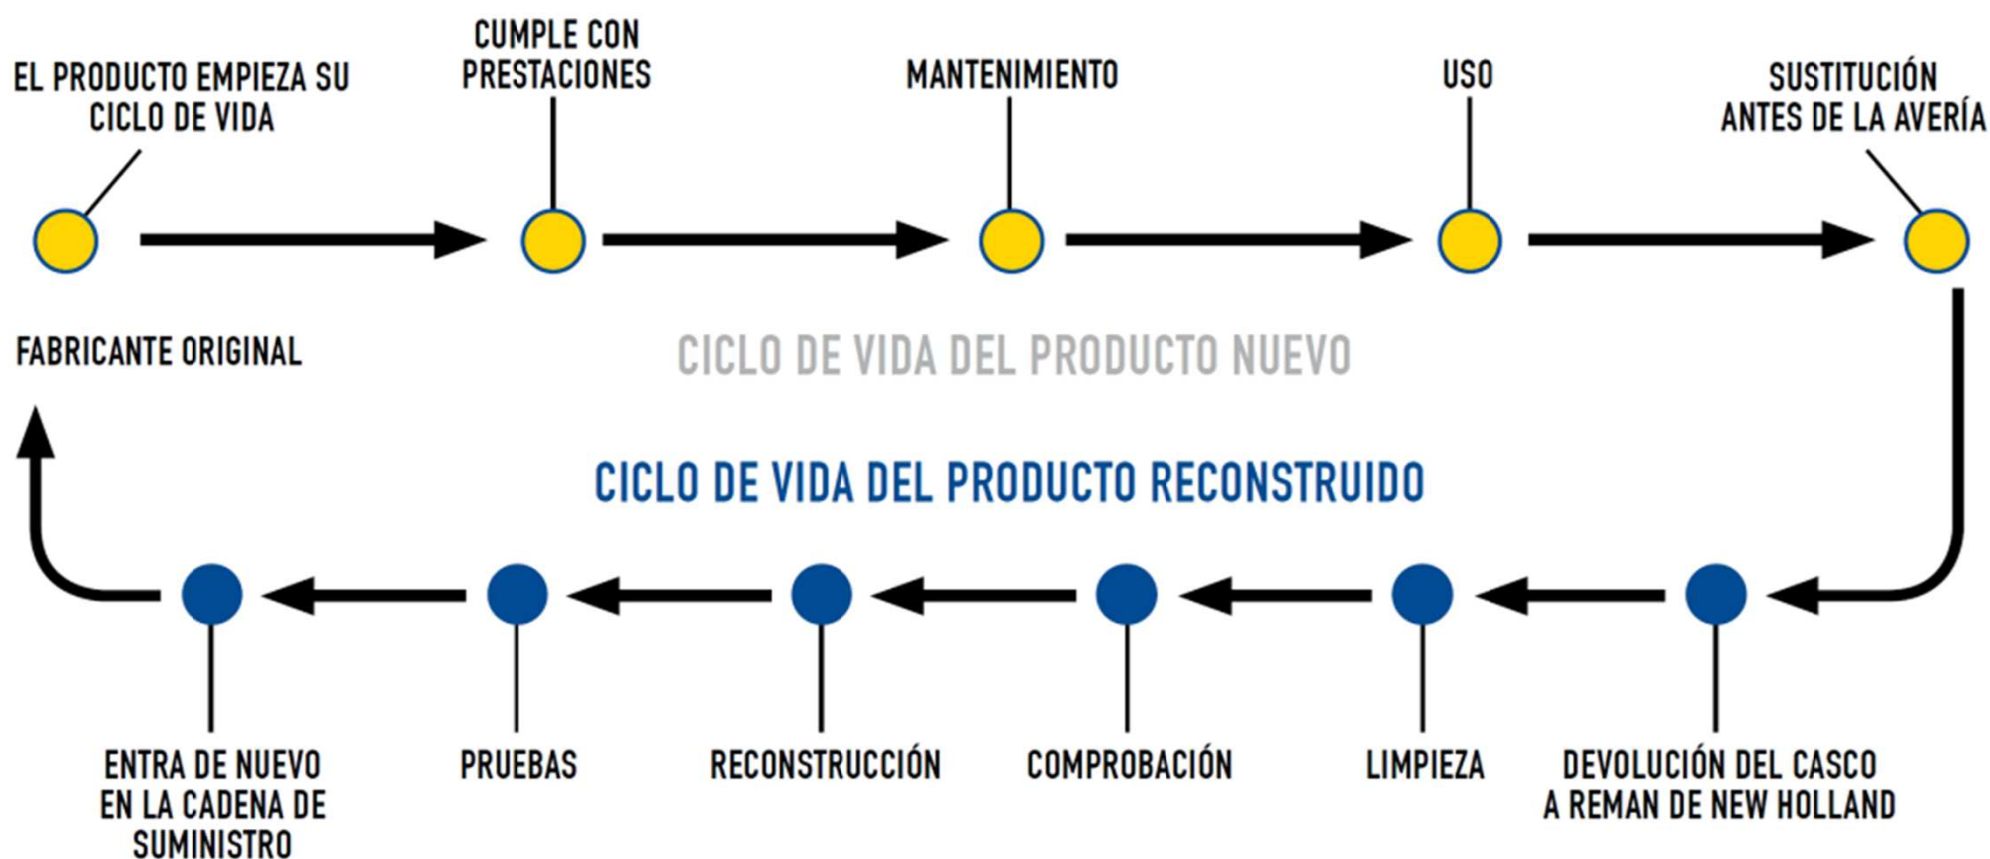 EL PRODUCTO EMPIEZA SU
CICLO DE VIDA
CUMPLE CON
PRESTACIONES
MANTENIMIENTO
USO
SUSTITUCIÓN
ANTES DE LA AVERÍA
FABRICANTE ORIGINAL
CICLO DE VIDA DEL PRODUCTO NUEVO
CICLO DE VIDA DEL PRODUCTO RECONSTRUIDO
ENTRA DE NUEVO
EN LA CADENA DE
SUMINISTRO
PRUEBAS
RECONSTRUCCIÓN
COMPROBACIÓN
LIMPIEZA
DEVOLUCIÓN DEL CASCO
A REMAN DE NEW HOLLAND